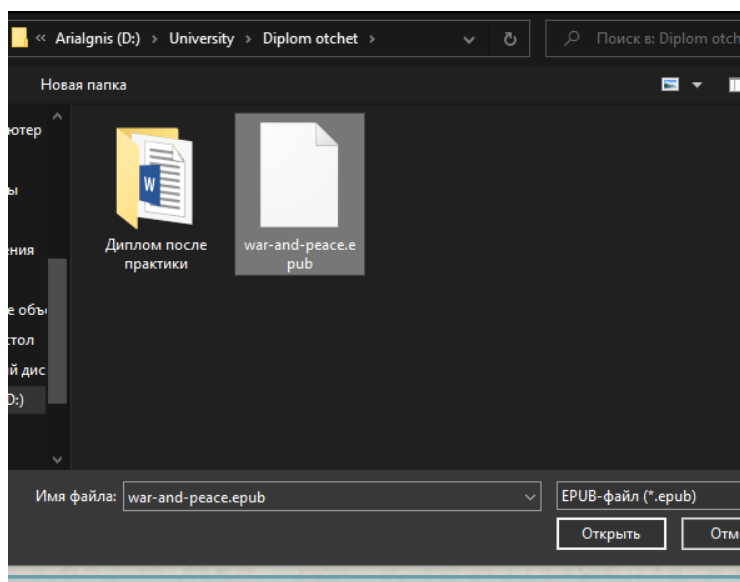 « Arialgnis (D:) › University › Diplom otchet ›
Поиск в: Diplom otch
Новая папка
ютер
ы
ения
е объ
тол
й дис
D:)
W
Диплом после
практики
war-and-peace.e
pub
Имя файла: war-and-peace.epub
EPUB-файл (*.epub)
Открыть
Отм